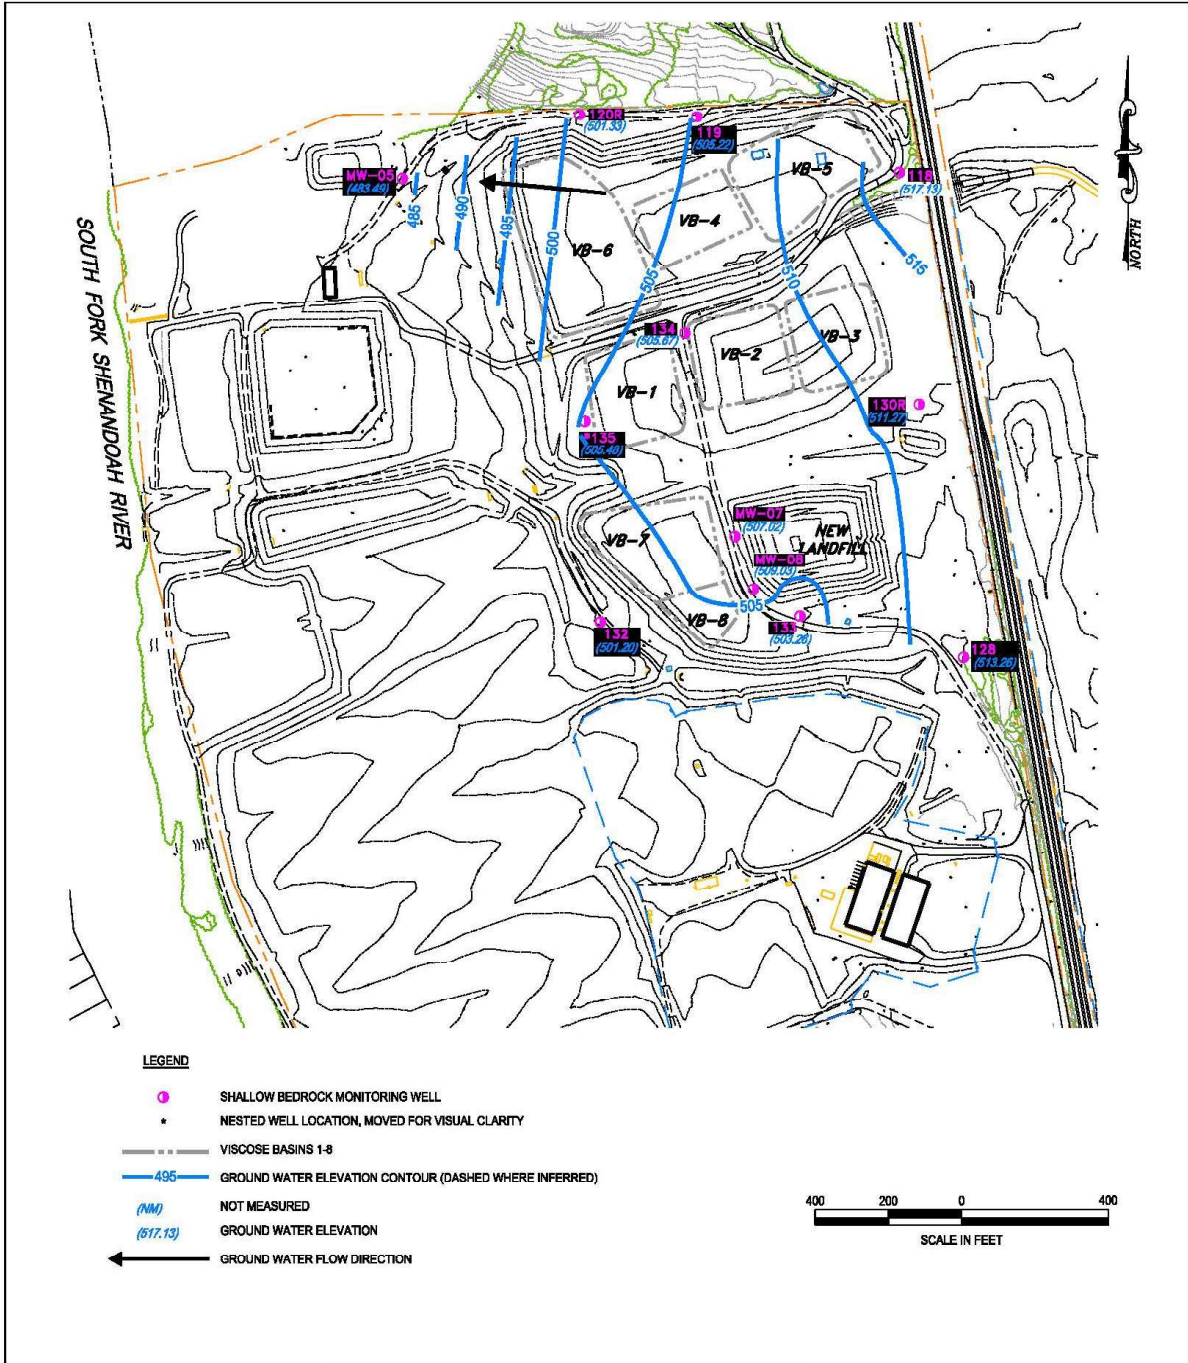 120R
(501.33)
119
(505.22)
VB-5
118
(517.13)
MW-05
(483.49)
485
490
495
500
VB-4
VB-6
505
510
515
NORTH
SOUTH FORK SHENANDOAH RIVER
134
(505.67)
VB-2
VB-3
VB-1
130R
(511.27)
135
(505.46)
MW-07
(507.02)
NEW
LANDFILL
VB-7
(509.03)
505
VB-8
133
(503.26)
132
(501.20)
128
(513.26)
LEGEND
SHALLOW BEDROCK MONITORING WELL
NESTED WELL LOCATION, MOVED FOR VISUAL CLARITY
VISCOSE BASINS 1-8
495 GROUND WATER ELEVATION CONTOUR (DASHED WHERE INFERRED)
(NM) NOT MEASURED
(517.13) GROUND WATER ELEVATION
GROUND WATER FLOW DIRECTION
400 200 0 400
SCALE IN FEET